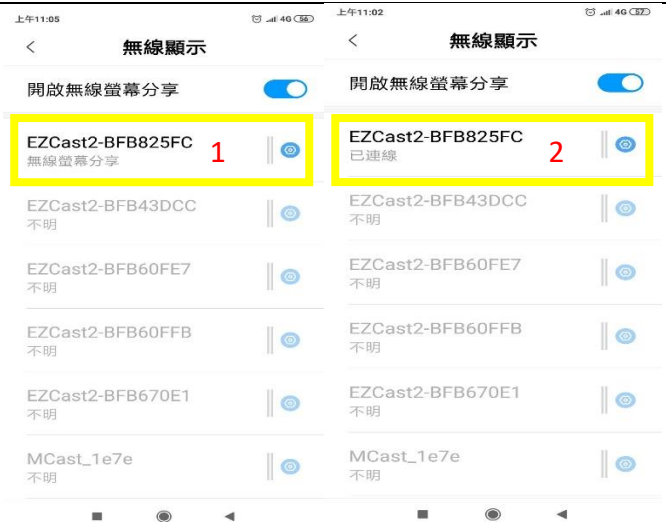 上午11:05
4G 56
無線顯示
開啟無線螢幕分享
EZCast2-BFB825FC
無線螢幕分享
1
EZCast2-BFB43DCC
不明
EZCast2-BFB60FE7
不明
EZCast2-BFB60FFB
不明
EZCast2-BFB670E1
不明
MCast_1e7e
不明
上午11:02
4G 57
無線顯示
開啟無線螢幕分享
EZCast2-BFB825FC
已連線
2
EZCast2-BFB43DCC
不明
EZCast2-BFB60FE7
不明
EZCast2-BFB60FFB
不明
EZCast2-BFB670E1
不明
MCast_1e7e
不明